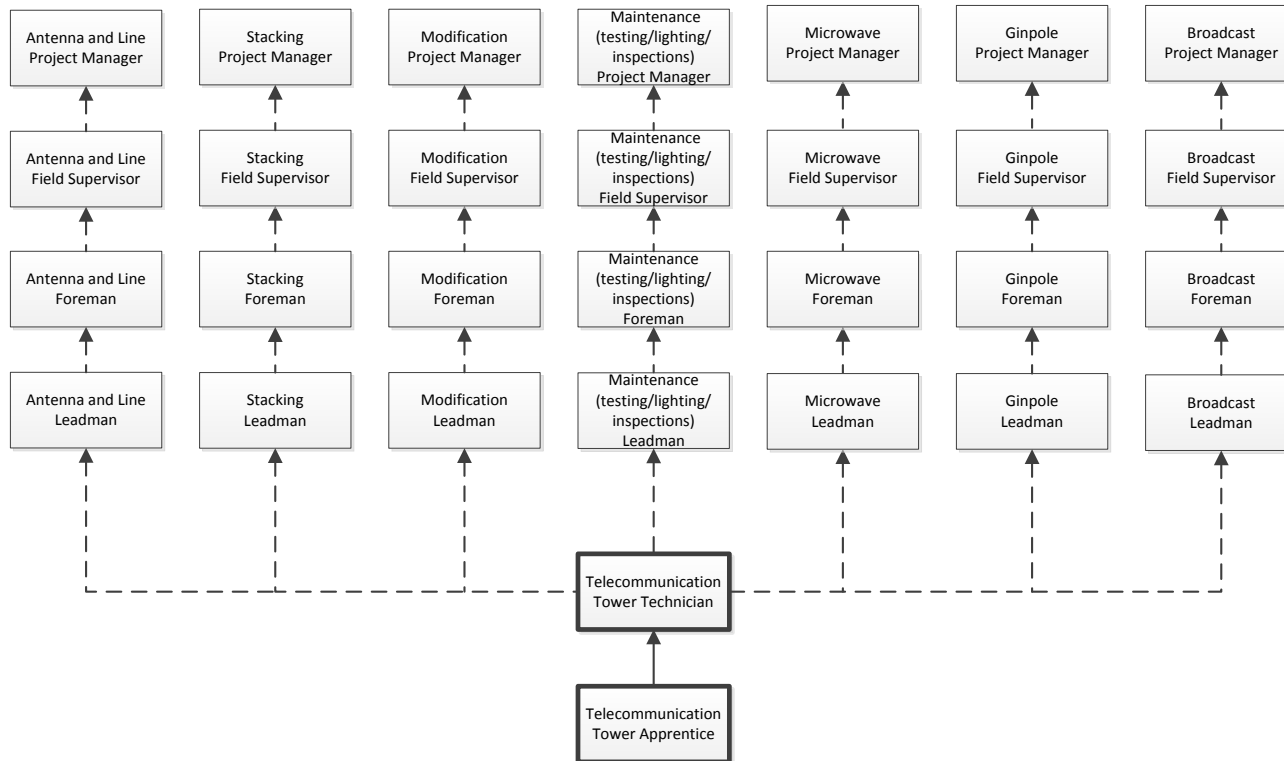 Antenna and Line
Project Manager
Stacking
Project Manager
Modification
Project Manager
Maintenance
(testing/lighting/
inspections)
Project Manager
Microwave
Project Manager
Ginpole
Project Manager
Broadcast
Project Manager
Antenna and Line
Field Supervisor
Stacking
Field Supervisor
Modification
Field Supervisor
Maintenance
(testing/lighting/
inspections)
Field Supervisor
Microwave
Field Supervisor
Ginpole
Field Supervisor
Broadcast
Field Supervisor
Antenna and Line
Foreman
Stacking
Foreman
Modification
Foreman
Maintenance
(testing/lighting/
inspections)
Foreman
Microwave
Foreman
Ginpole
Foreman
Broadcast
Foreman
Antenna and Line
Leadman
Stacking
Leadman
Modification
Leadman
Maintenance
(testing/lighting/
inspections)
Leadman
Microwave
Leadman
Ginpole
Leadman
Broadcast
Leadman
Telecommunication
Tower Technician
Telecommunication
Tower Apprentice